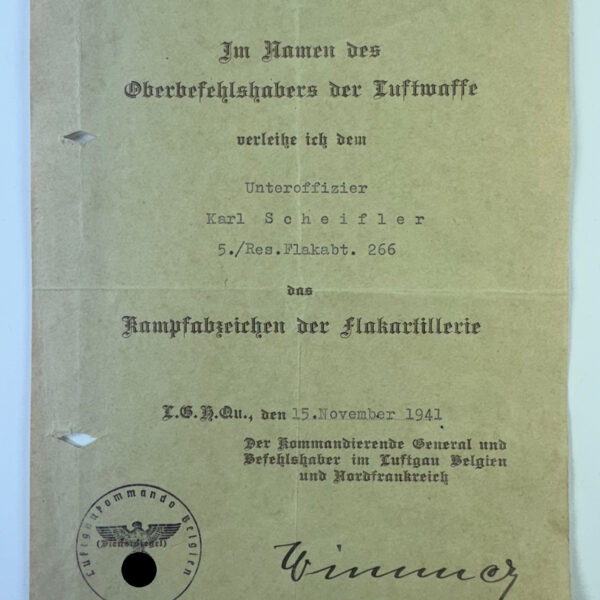 Im Namen des
Oberbefehlshabers der Luftwaffe
verleihe ich dem
Unteroffizier
Karl Scheifler
5./Res.Flakabt. 266
das
Kampfabzeichen der Flakartillerie
L.G.H.Qu., den 15.November 1941
Der Kommandierende General und
Befehlshaber im Luftgau Belgien
und Nordfrankreich
Luftgaukommando Belgien
(Dienstsiegel)